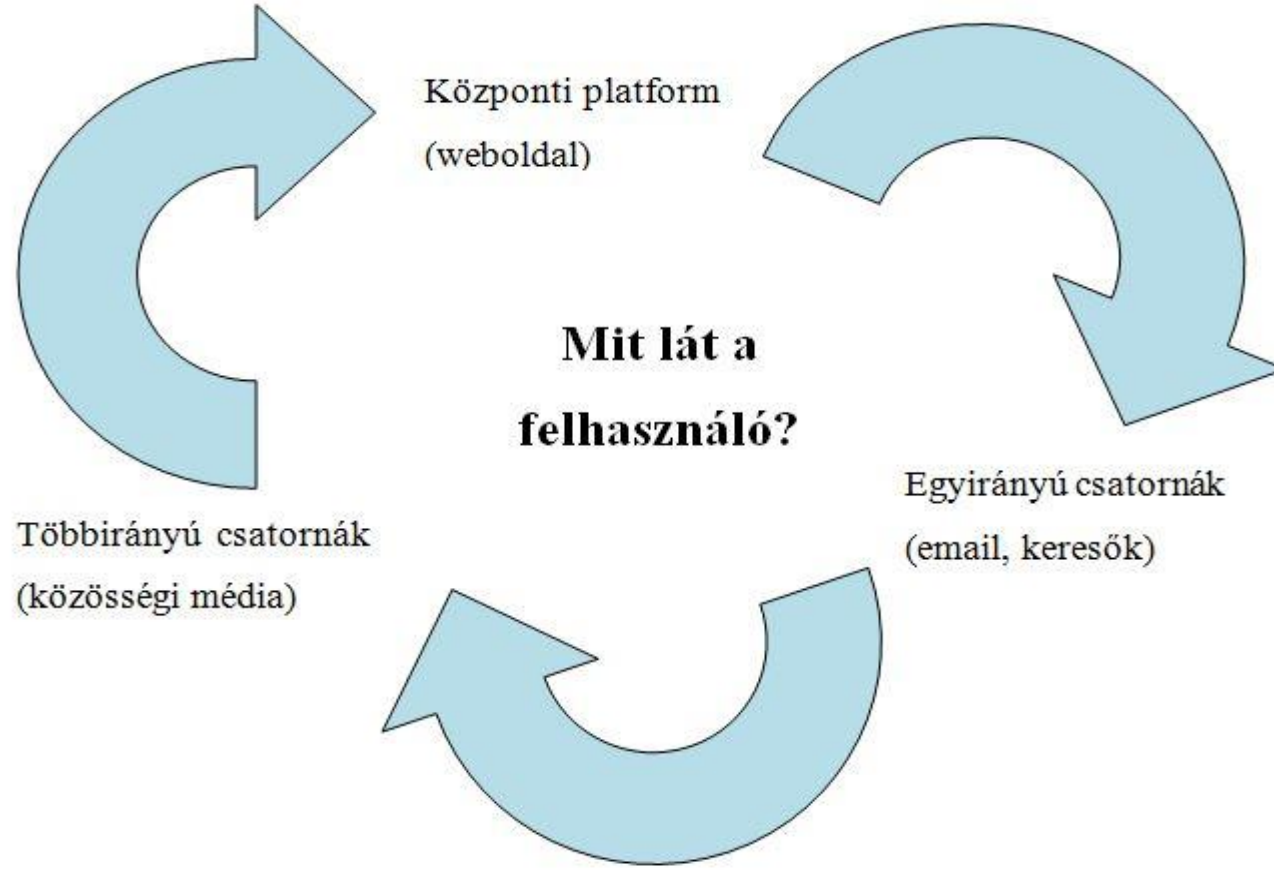 Központi platform
(weboldal)
Mit lát a
felhasználó?
Egyirányú csatornák
(email, keresők)
Többirányú csatornák
(közösségi média)